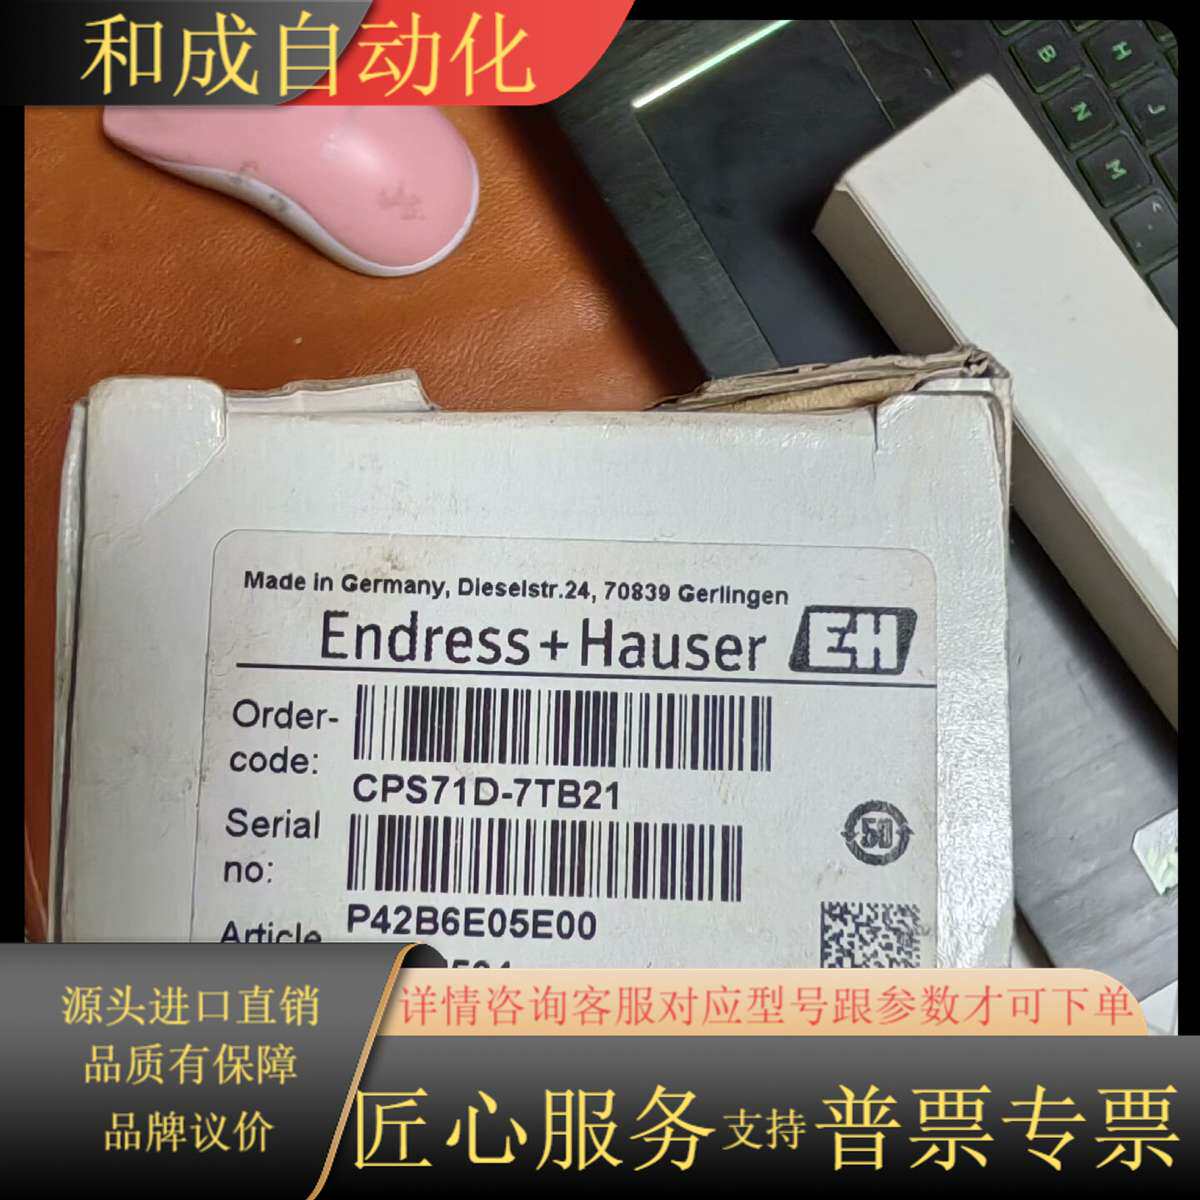 和成自动化
B
H
N
J
M
Made in Germany, Dieselstr.24, 70839 Gerlingen
Endress+Hauser EH
Order-
code:
CPS71D-7TB21
Serial
no:
50
P42B6E05E00
Article
源头进口直销
品质有保障
品牌议价
详情咨询客服对应型号跟参数才可下单
匠心服务支持普票专票